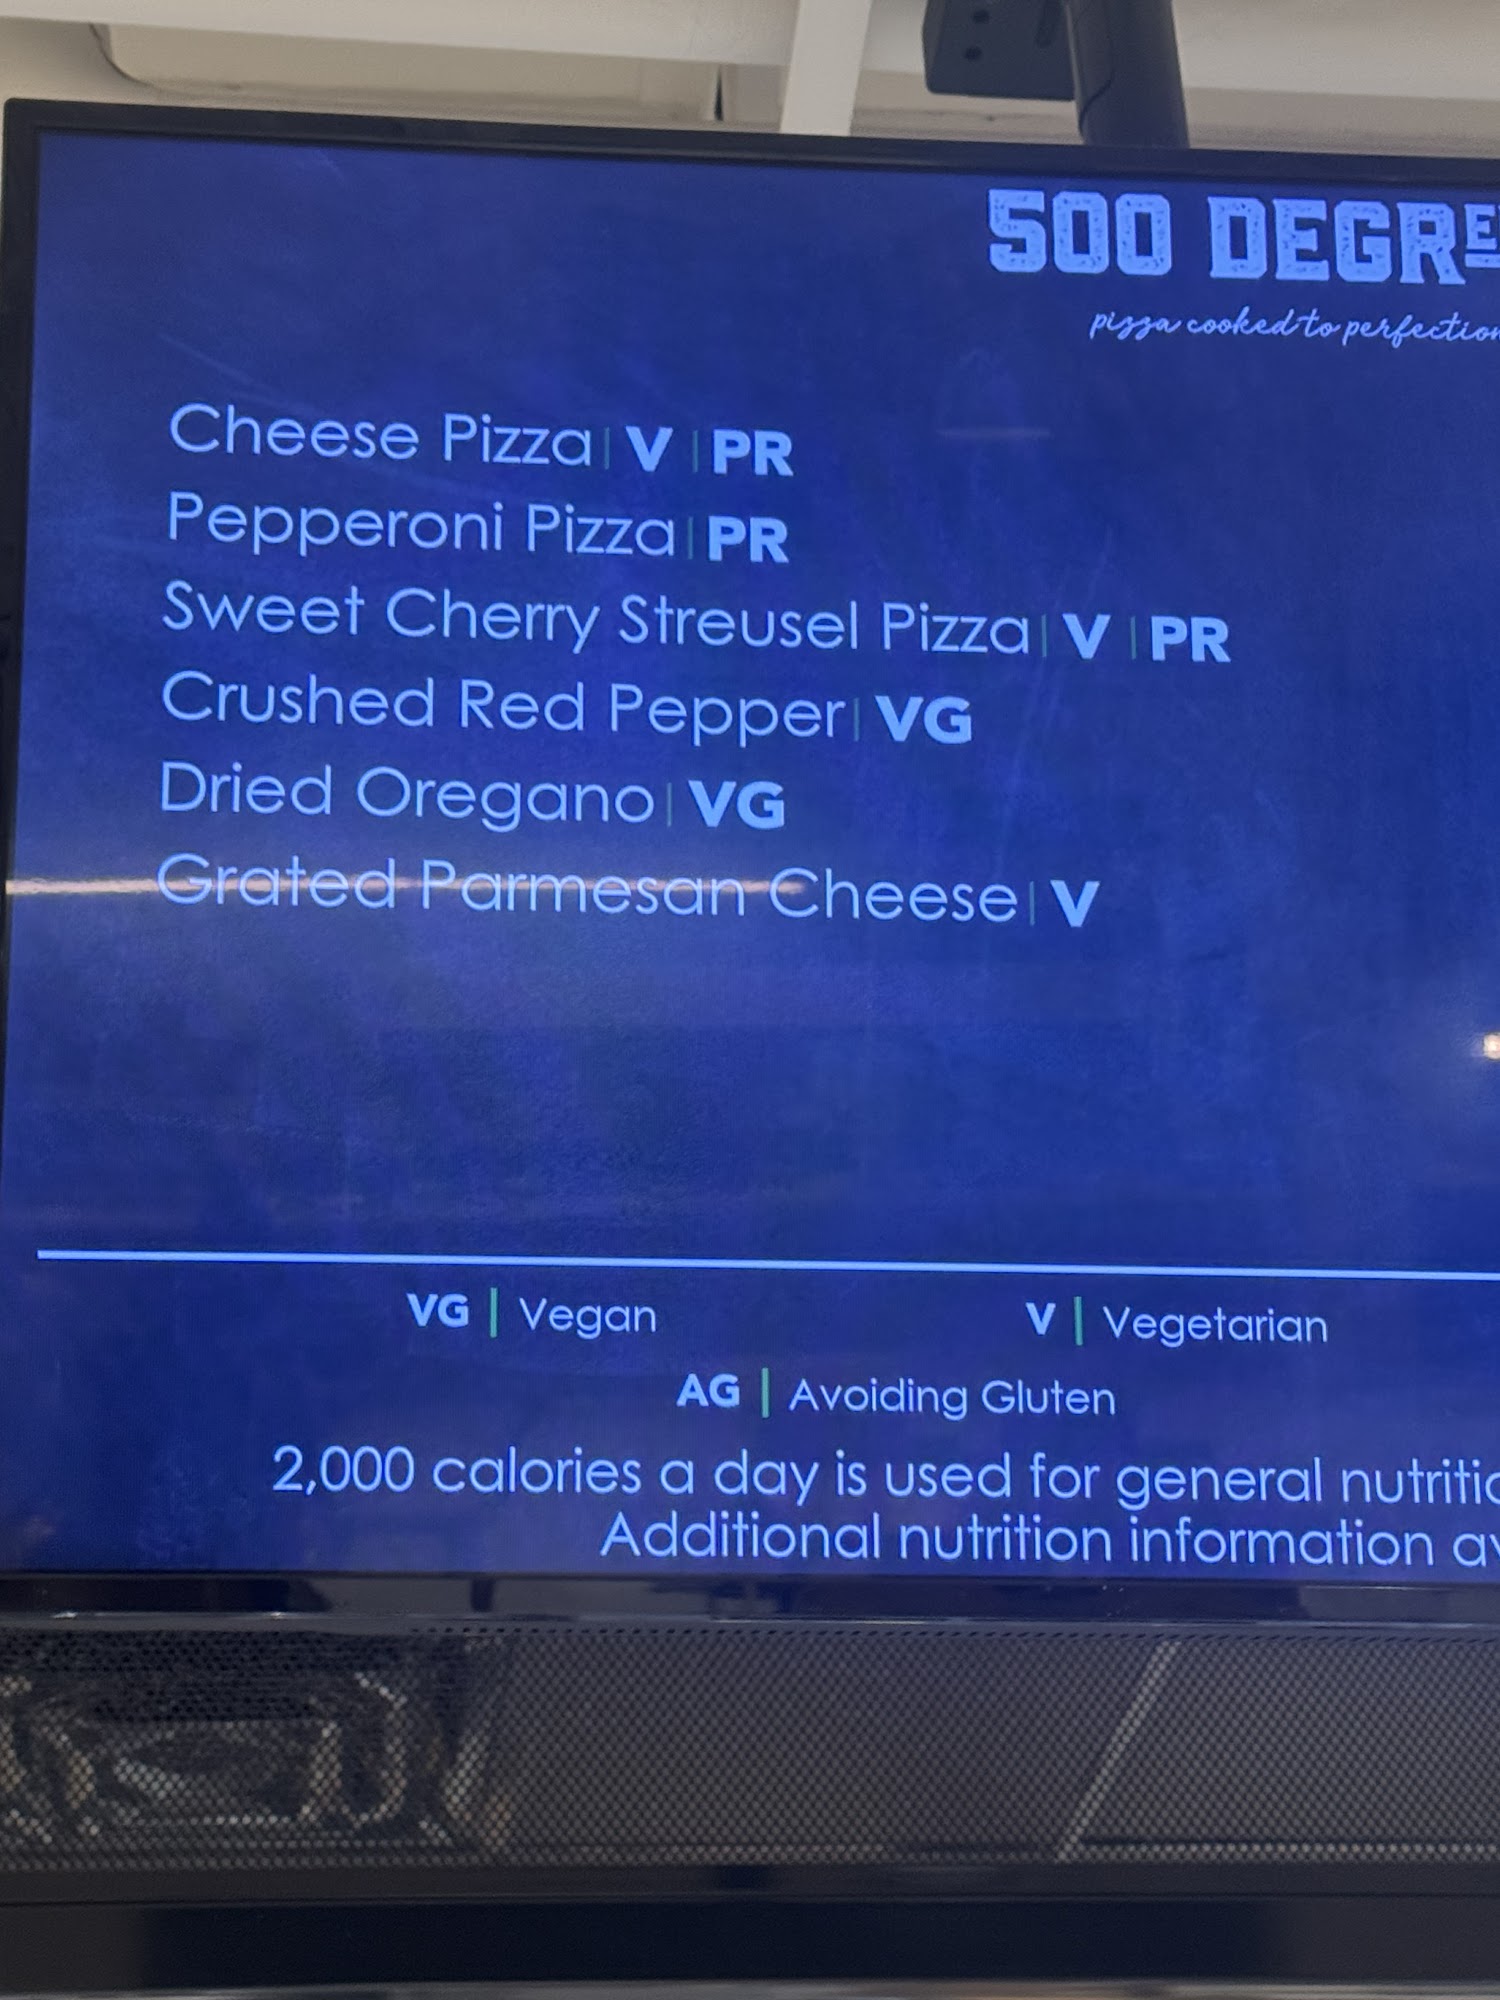 500 DEGRE
pizza cooked to perfection
Cheese Pizza | V | PR
Pepperoni Pizza | PR
Sweet Cherry Streusel Pizza | V | PR
Crushed Red Pepper | VG
Dried Oregano | VG
Grated Parmesan Cheese | V
VG | Vegan V | Vegetarian
AG | Avoiding Gluten
2,000 calories a day is used for general
Additional nutrition information